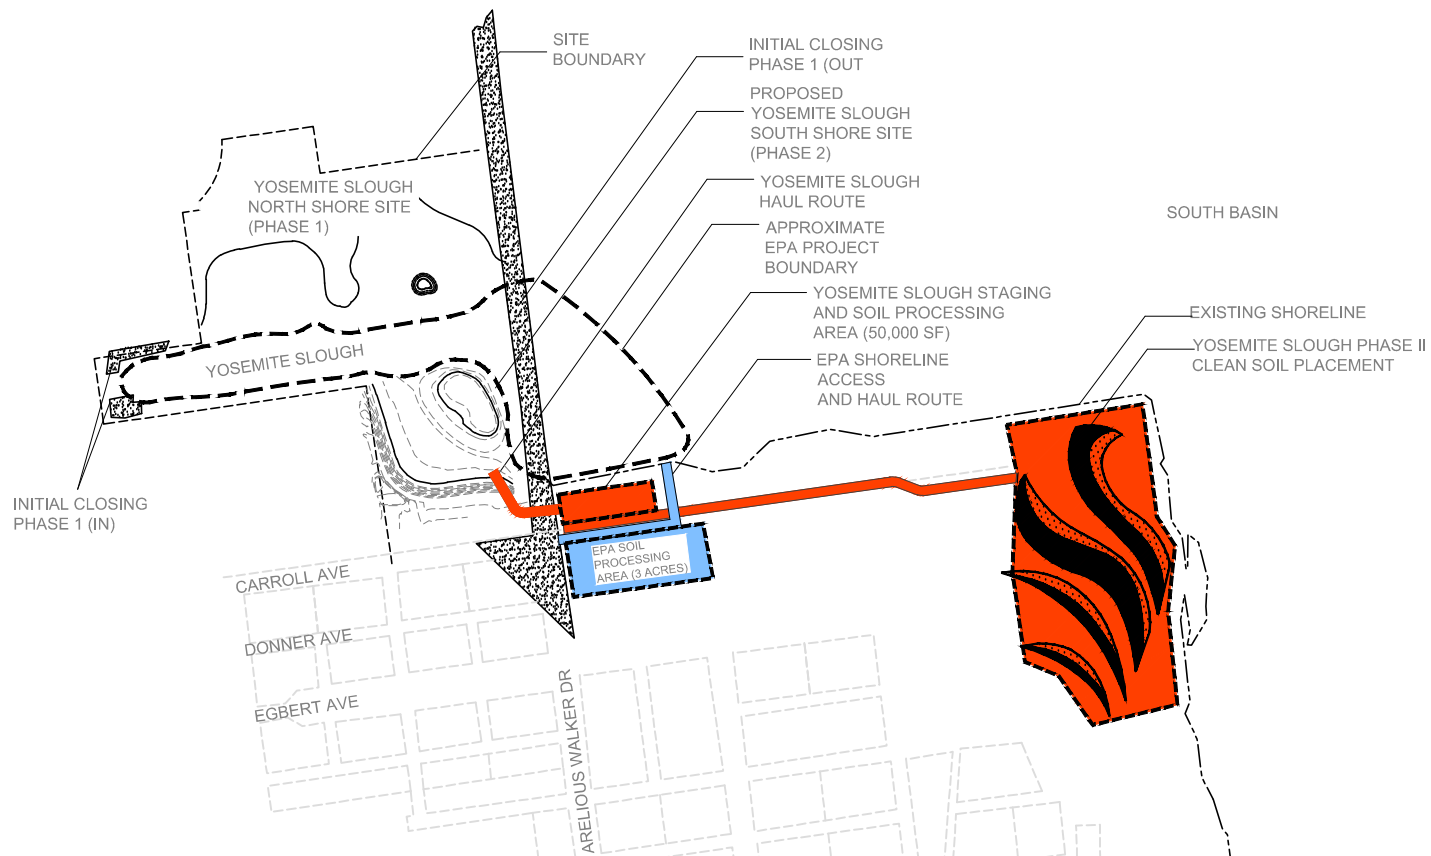 SITE
BOUNDARY
INITIAL CLOSING
PHASE 1 (OUT
PROPOSED
YOSEMITE SLOUGH
SOUTH SHORE SITE
(PHASE 2)
YOSEMITE SLOUGH
HAUL ROUTE
APPROXIMATE
EPA PROJECT
BOUNDARY
YOSEMITE SLOUGH STAGING
AND SOIL PROCESSING
AREA (50,000 SF)
EPA SHORELINE
ACCESS
AND HAUL ROUTE
YOSEMITE SLOUGH
NORTH SHORE SITE
(PHASE 1)
SOUTH BASIN
EXISTING SHORELINE
YOSEMITE SLOUGH PHASE II
CLEAN SOIL PLACEMENT
YOSEMITE SLOUGH
INITIAL CLOSING
PHASE 1 (IN)
EPA SOIL
PROCESSING
AREA (3 ACRES)
CARROLL AVE
DONNER AVE
EGBERT AVE
ARELIOUS WALKER DR